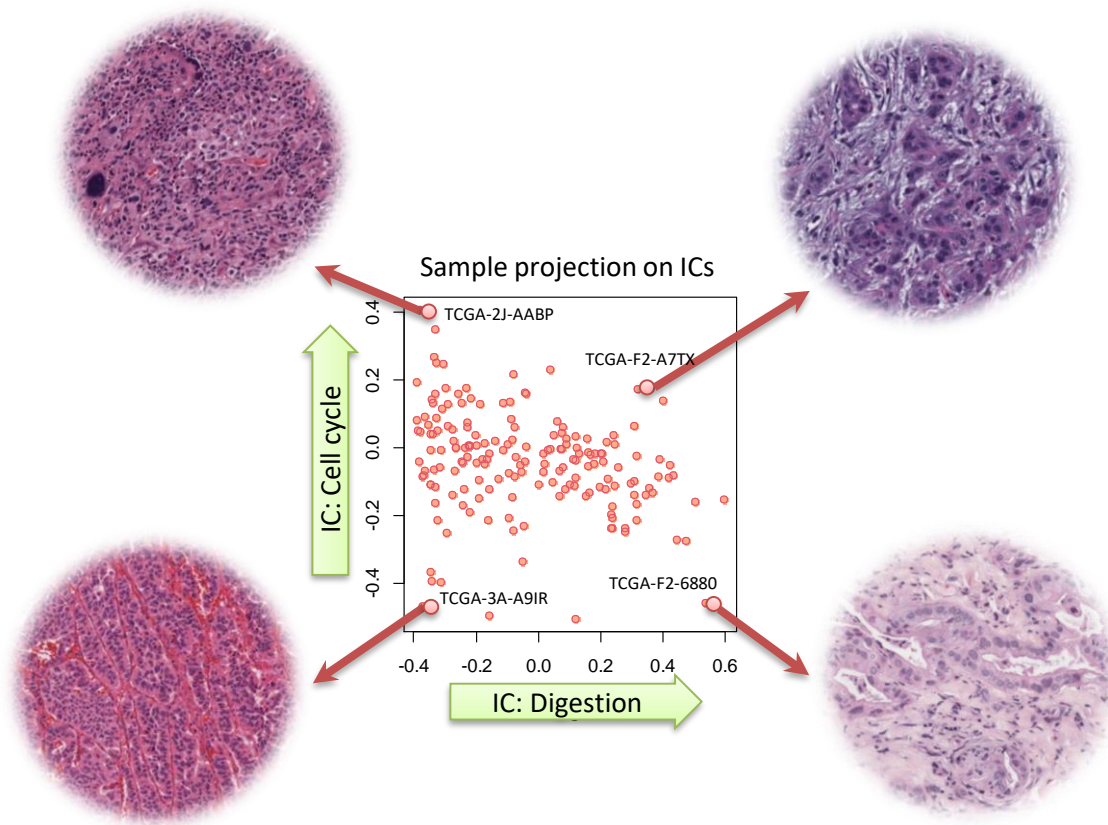 Sample projection on ICs
TCGA-2J-AABP
TCGA-F2-A7TX
TCGA-3A-A9IR
TCGA-F2-6880
IC: Cell cycle
0.4
0.2
0.0
-0.2
-0.4
-0.4
-0.2
0.0
0.2
0.4
0.6
IC: Digestion